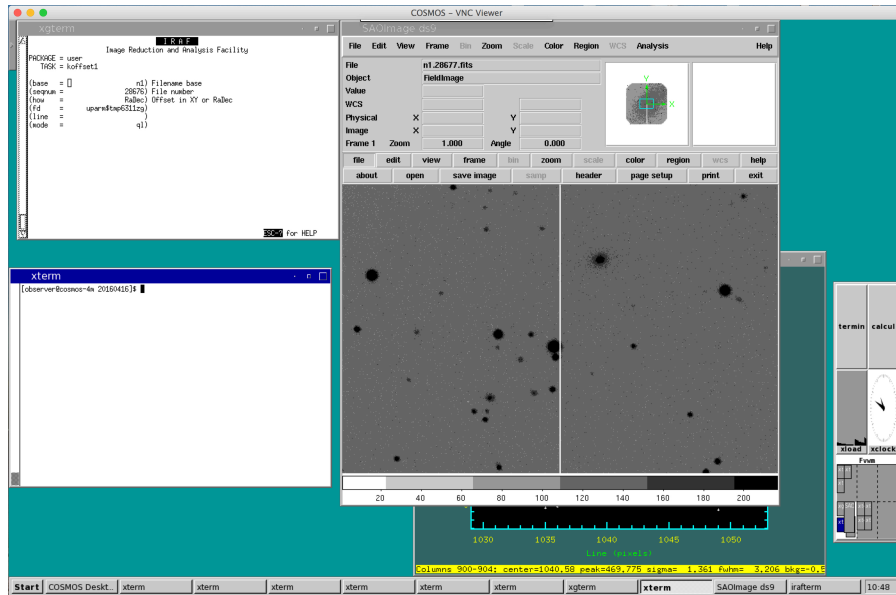 COSMOS - VNC Viewer
xgterm
I R A F
Image Reduction and Analysis Facility
PACKAGE = user
TASK = koffset1
(base = n1) Filename base
(seqnum = 28676) File number
(how = RaDec) Offset in XY or RaDec
(fd = uparm$tmp6311zg)
(line = )
(mode = ql)
ESC-? for HELP
SAOImage ds9
File Edit View Frame Bin Zoom Scale Color Region WCS Analysis Help
File n1.28677.fits
Object FieldImage
Value
WCS
Physical X Y
Image X Y
Frame 1 Zoom 1.000 Angle 0.000
Y
X
file edit view frame bin zoom scale color region wcs help
about open save image samp header page setup print exit
20 40 60 80 100 120 140 160 180 200
xterm
[observer@cosmos-4m 20160416]$
1030 1035 1040 1045 1050
Line (pixels)
Columns 900-904: center=1040.58 peak=469.775 sigma= 1.361 fwhm= 3.206 bkg=-0.5
termin calcul
xload xclock
Fvwm
Start COSMOS Deskt... xterm xterm xterm xterm xterm xterm xgterm xterm SAOImage ds9 irafterm 10:48